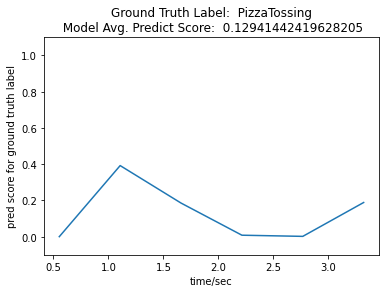 Ground Truth Label:  PizzaTossing
Model Avg. Predict Score:  0.12941442419628205
pred score for ground truth label
1.0
0.8
0.6
0.4
0.2
0.0
0.5 1.0 1.5 2.0 2.5 3.0
time/sec